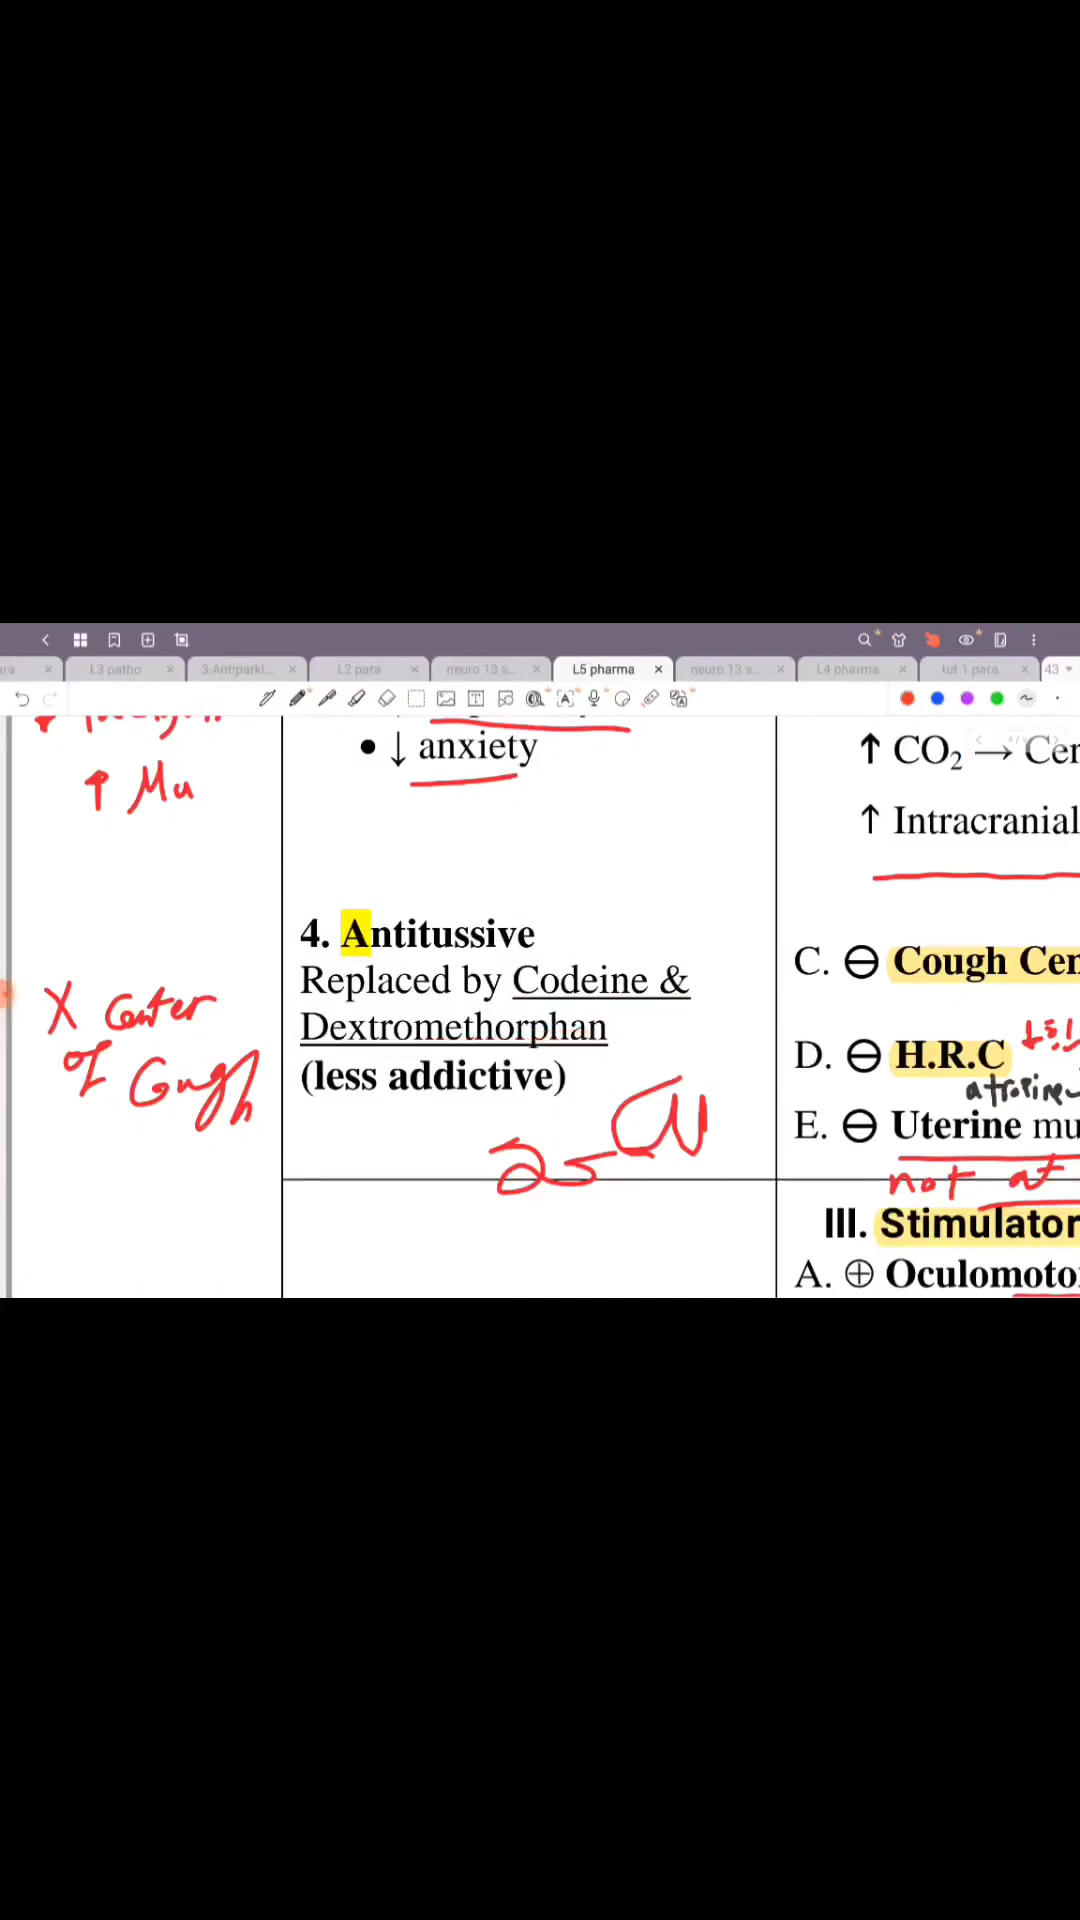 L3 patho
3-Antiparki...
L2 para
neuro 13 s...
L5 pharma
neuro 13 s...
L4 pharma
tut 1 para
43
↑ Mu
• ↓ anxiety
↑ CO₂ → Cer
↑ Intracranial
X Center
of Cough
4. Antitussive
Replaced by Codeine &
Dextromethorphan
(less addictive)
C. ⊖ Cough Cen
D. ⊖ H.R.C
atropine
E. ⊖ Uterine mu
not at
III. Stimulator
A. ⊕ Oculomoto